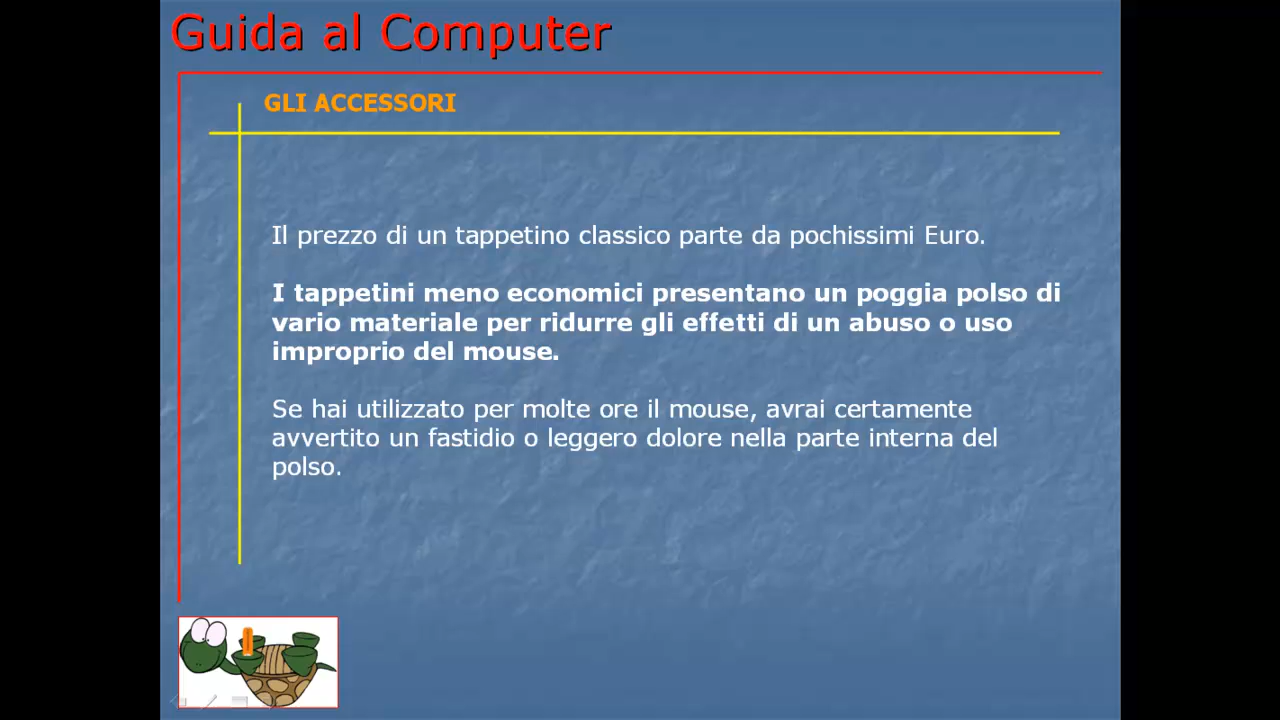 Guida al Computer
GLI ACCESSORI
Il prezzo di un tappetino classico parte da pochissimi Euro.
I tappetini meno economici presentano un poggia polso di
vario materiale per ridurre gli effetti di un abuso o uso
improprio del mouse.
Se hai utilizzato per molte ore il mouse, avrai certamente
avvertito un fastidio o leggero dolore nella parte interna del
polso.